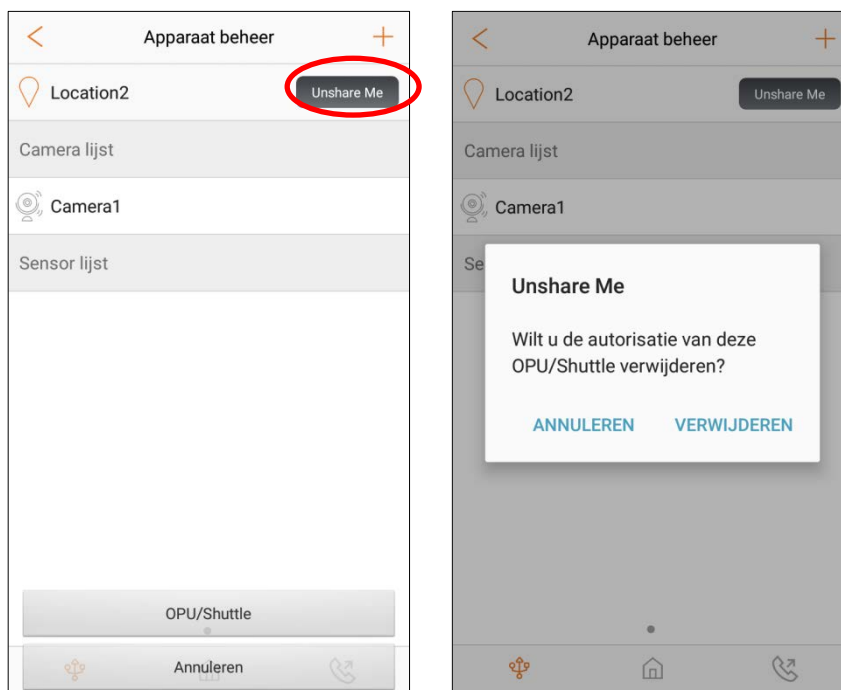 Apparaat beheer
Location2
Unshare Me
Camera lijst
Camera1
Sensor lijst
OPU/Shuttle
Annuleren
Apparaat beheer
Location2
Unshare Me
Camera lijst
Camera1
Se
Unshare Me
Wilt u de autorisatie van deze
OPU/Shuttle verwijderen?
ANNULEREN VERWIJDEREN